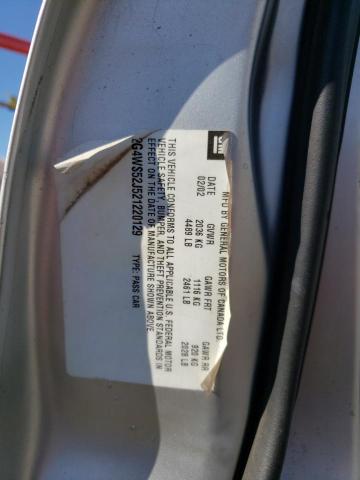 GM
MFD BY GENERAL MOTORS OF CANADA LTD.
DATE GVWR GAWR FRT GAWR RR
02/02 2036 KG 1116 KG 920 KG
4489 LB 2461 LB 2028 LB
THIS VEHICLE CONFORMS TO ALL APPLICABLE U.S. FEDERAL MOTOR
VEHICLE SAFETY, BUMPER, AND THEFT PREVENTION STANDARDS IN
EFFECT ON THE DATE OF MANUFACTURE SHOWN ABOVE.
2G4WS52J521220129 TYPE: PASS CAR